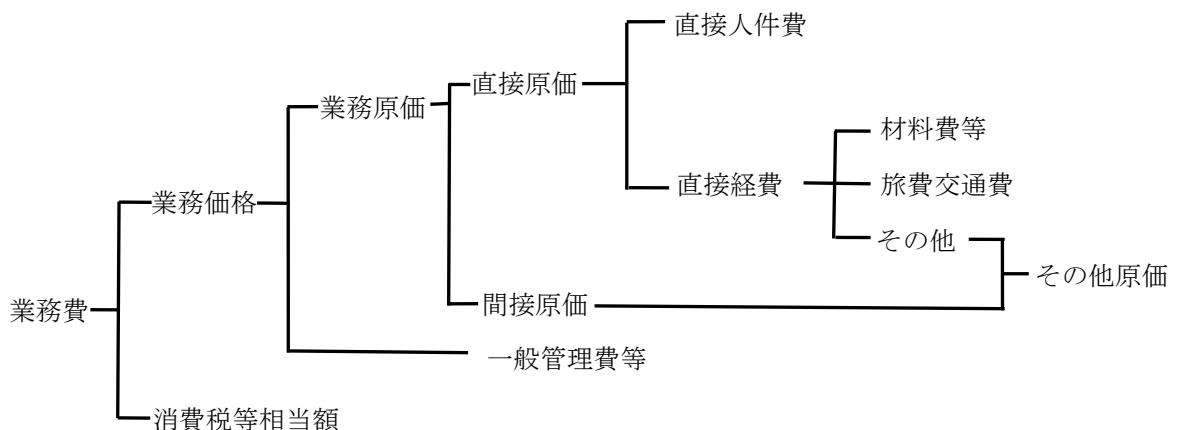 直接人件費
直接原価
業務原価
材料費等
直接経費
旅費交通費
業務価格
その他
その他原価
業務費
間接原価
一般管理費等
消費税等相当額